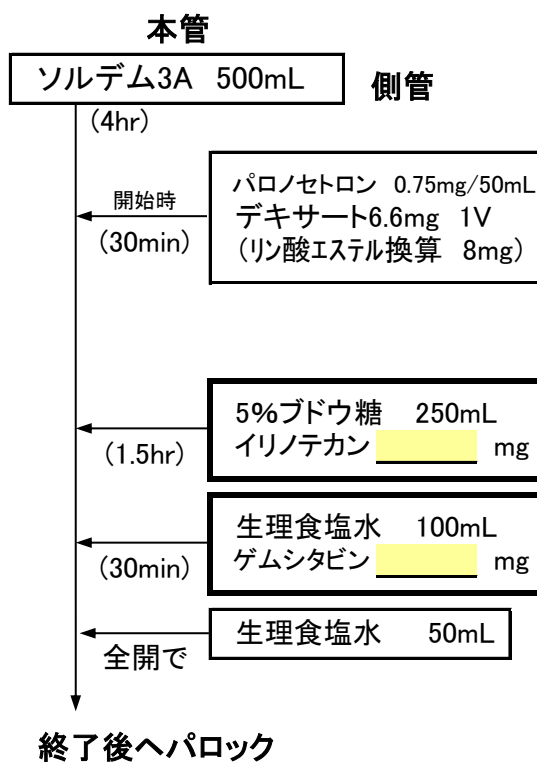 本管
ソルデム3A 500mL
側管
(4hr)
開始時
(30min)
パロノセトロン 0.75mg/50mL
デキサート6.6mg 1V
(リン酸エステル換算 8mg)
(1.5hr)
5%ブドウ糖 250mL
イリノテカン mg
(30min)
生理食塩水 100mL
ゲムシタビン mg
全開で
生理食塩水 50mL
終了後ヘパロック